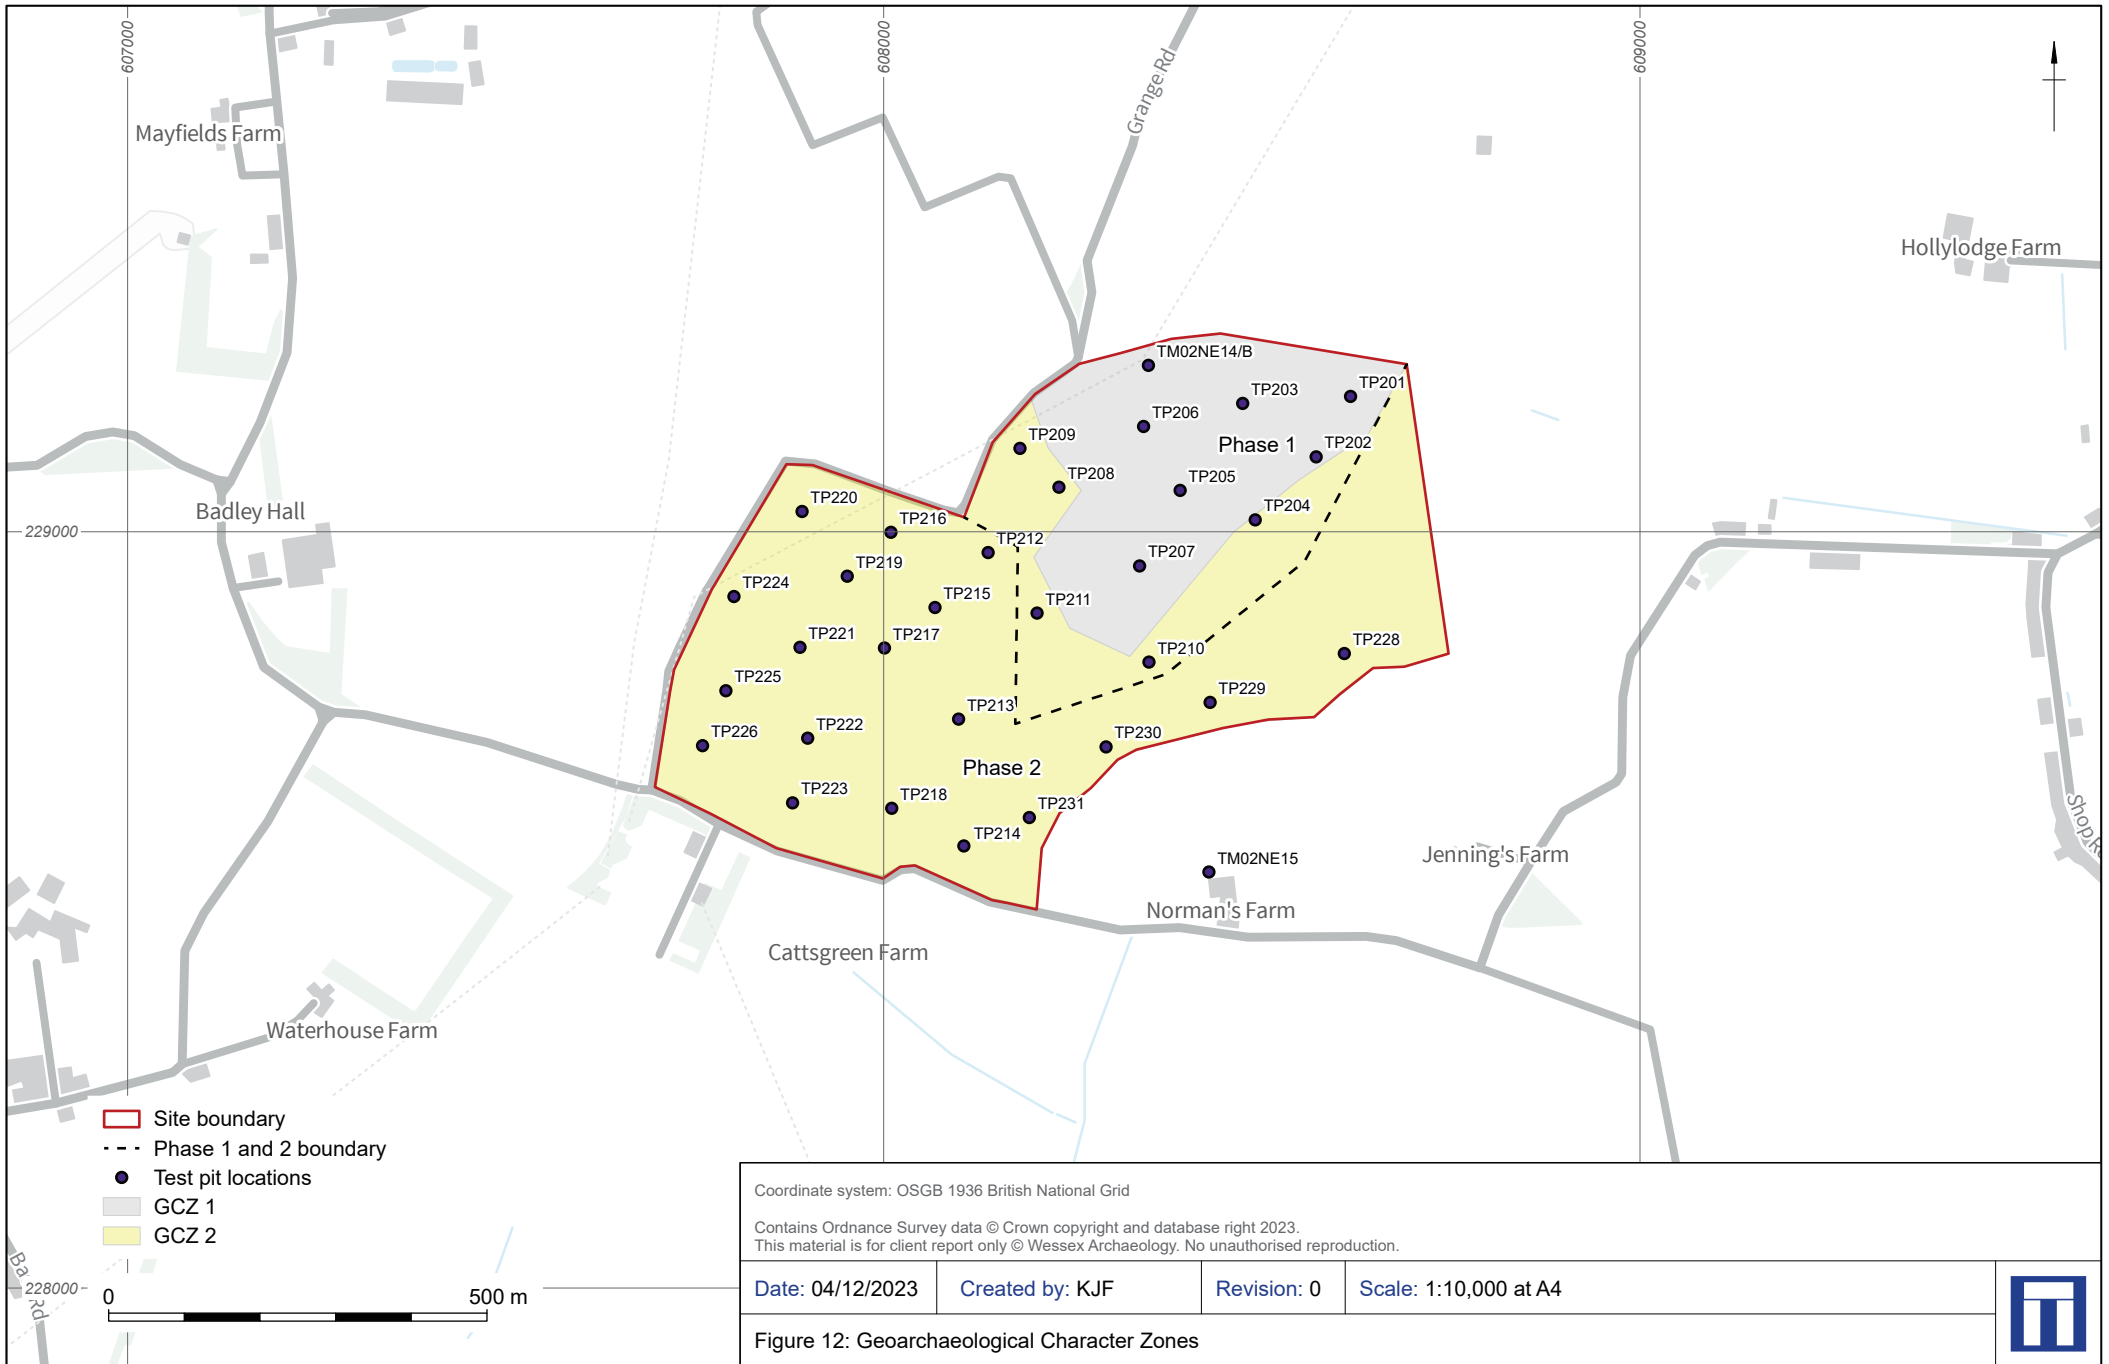 607000
608000
609000
Grange Rd
Mayfields Farm
Hollylodge Farm
TM02NE14/B
TP201
TP203
TP206
TP209
Phase 1
TP202
TP208
TP205
TP220
Badley Hall
TP216
TP204
229000
TP212
TP219
TP207
TP224
TP215
TP211
TP221
TP217
TP210
TP228
TP225
TP229
TP213
TP226
TP222
TP230
Phase 2
TP223
TP218
TP231
TP214
TM02NE15
Jenning's Farm
Norman's Farm
Cattsgreen Farm
Waterhouse Farm
Site boundary
Phase 1 and 2 boundary
Test pit locations
GCZ 1
GCZ 2
228000
0
500 m
Coordinate system: OSGB 1936 British National Grid
Contains Ordnance Survey data © Crown copyright and database right 2023.
This material is for client report only © Wessex Archaeology. No unauthorised reproduction.
Date: 04/12/2023
Created by: KJF
Revision: 0
Scale: 1:10,000 at A4
Figure 12: Geoarchaeological Character Zones